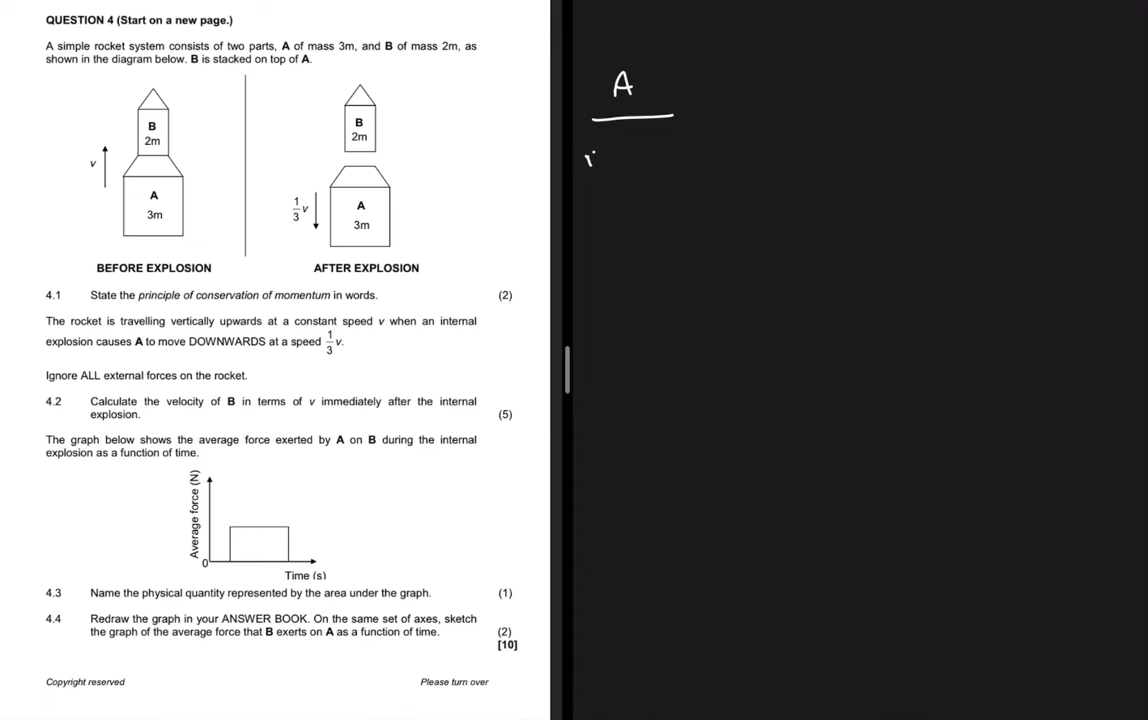 QUESTION 4 (Start on a new page.)
A simple rocket system consists of two parts, A of mass 3m, and B of mass 2m, as
shown in the diagram below. B is stacked on top of A.
B
2m
v
A
3m
BEFORE EXPLOSION
B
2m
1/3 v
A
3m
AFTER EXPLOSION
4.1 State the principle of conservation of momentum in words. (2)
The rocket is travelling vertically upwards at a constant speed v when an internal
explosion causes A to move DOWNWARDS at a speed 1/3 v.
Ignore ALL external forces on the rocket.
4.2 Calculate the velocity of B in terms of v immediately after the internal
explosion. (5)
The graph below shows the average force exerted by A on B during the internal
explosion as a function of time.
Average force (N)
0
Time (s)
4.3 Name the physical quantity represented by the area under the graph. (1)
4.4 Redraw the graph in your ANSWER BOOK. On the same set of axes, sketch
the graph of the average force that B exerts on A as a function of time. (2)
[10]
Copyright reserved Please turn over
A